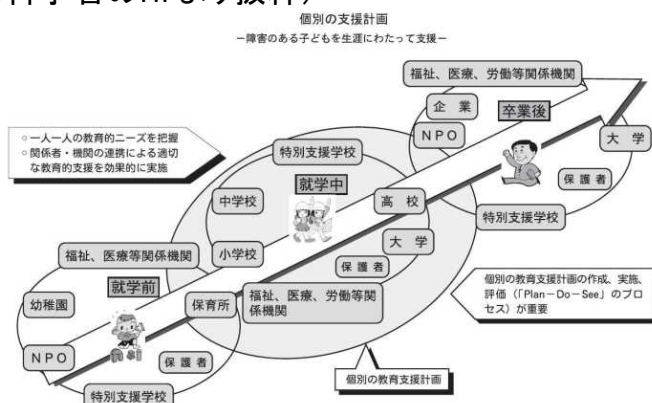 個別の支援計画
－障害のある子どもを生涯にわたって支援－
福祉、医療、労働等関係機関
企業
卒業後
NPO
大学
保護者
特別支援学校
○一人一人の教育的ニーズを把握
○関係者・機関の連携による適切
な教育的支援を効果的に実施
特別支援学校
就学中
中学校
高校
小学校
大学
保護者
福祉、医療、労働等関
係機関
福祉、医療等関係機関
就学前
幼稚園
保育所
NPO
保護者
特別支援学校
個別の教育支援計画の作成、実施、
評価（「Plan－Do－See」のプロ
セス）が重要
個別の教育支援計画